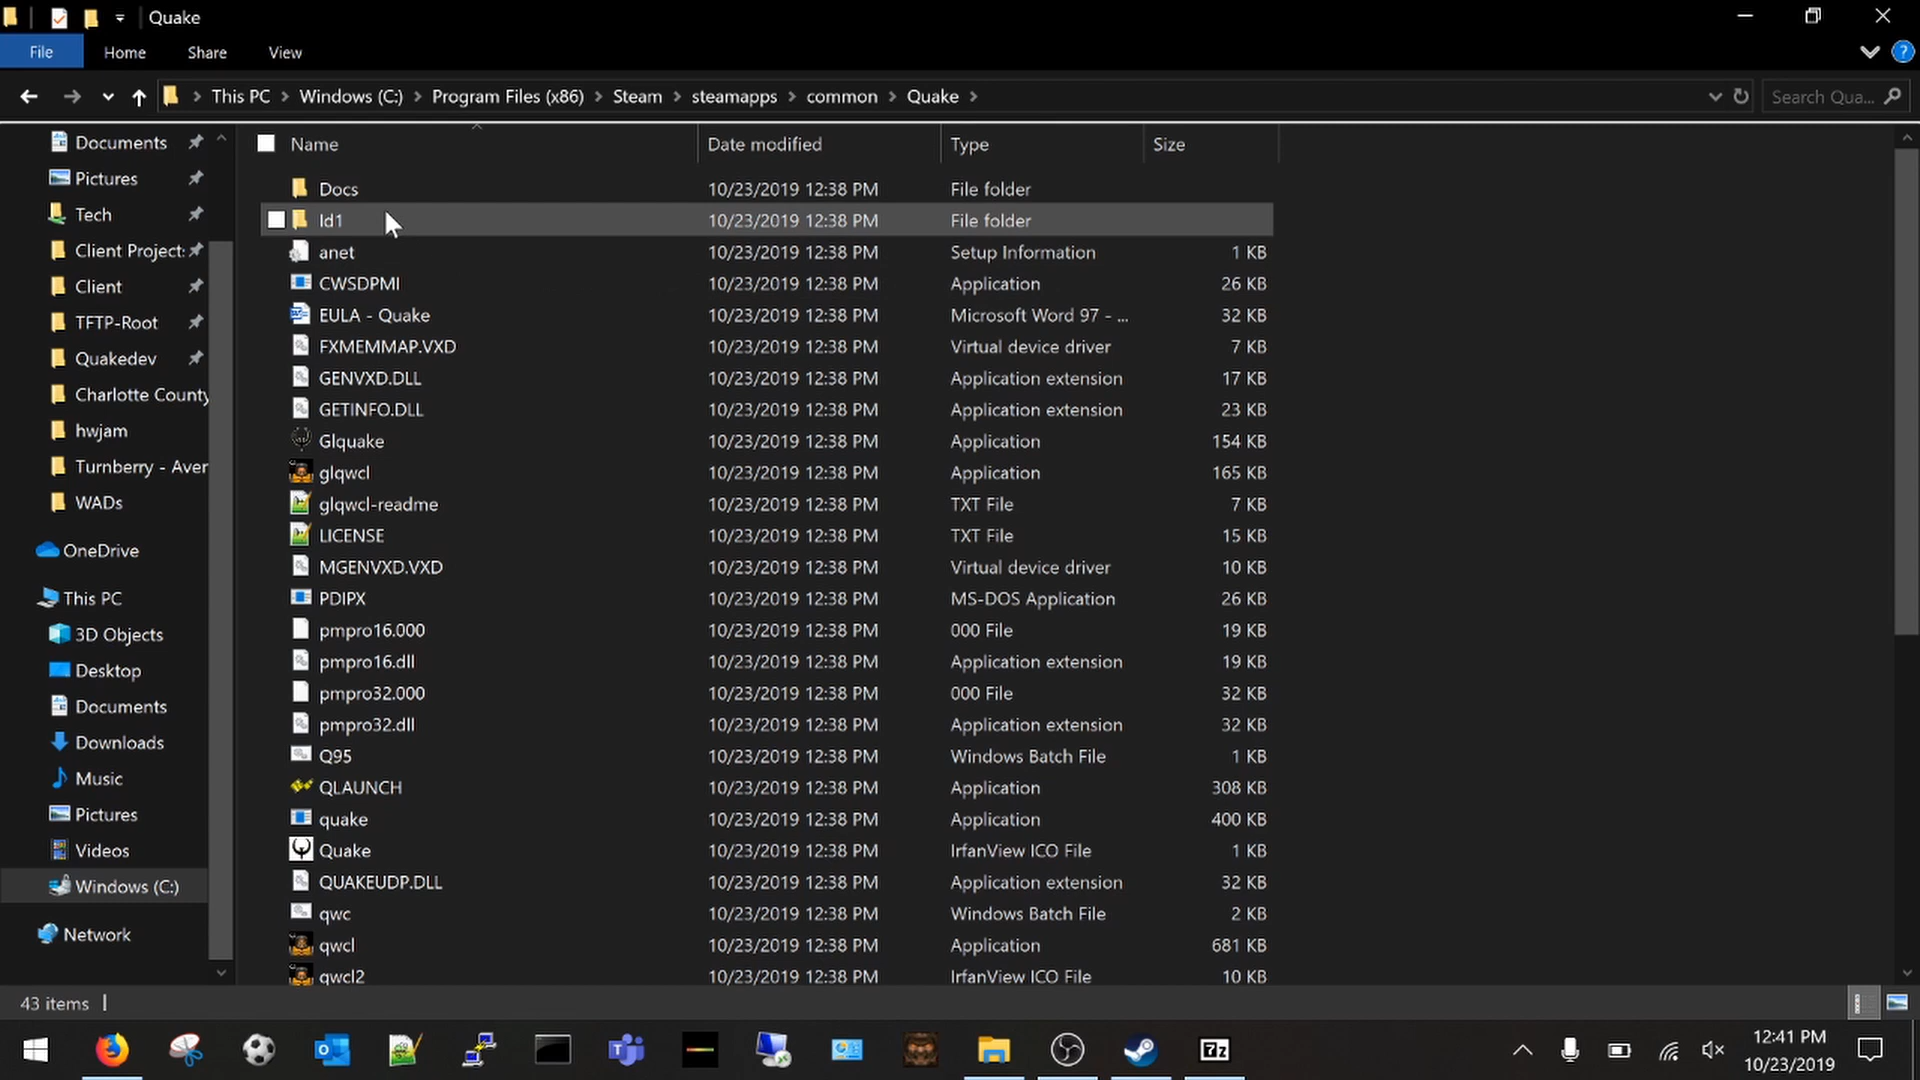 Quake
File Home Share View
This PC Windows (C:) Program Files (x86) Steam steamapps common Quake
Search Qua...
Documents
Pictures
Tech
Client Project:
Client
TFTP-Root
Quakedev
Charlotte County
hwjam
Turnberry - Aver
WADs
OneDrive
This PC
3D Objects
Desktop
Documents
Downloads
Music
Pictures
Videos
Windows (C:)
Network
Name Date modified Type Size
Docs 10/23/2019 12:38 PM File folder
Id1 10/23/2019 12:38 PM File folder
anet 10/23/2019 12:38 PM Setup Information 1 KB
CWSDPMI 10/23/2019 12:38 PM Application 26 KB
EULA - Quake 10/23/2019 12:38 PM Microsoft Word 97 - ... 32 KB
FXMEMMAP.VXD 10/23/2019 12:38 PM Virtual device driver 7 KB
GENVXD.DLL 10/23/2019 12:38 PM Application extension 17 KB
GETINFO.DLL 10/23/2019 12:38 PM Application extension 23 KB
Glquake 10/23/2019 12:38 PM Application 154 KB
glqwcl 10/23/2019 12:38 PM Application 165 KB
glqwcl-readme 10/23/2019 12:38 PM TXT File 7 KB
LICENSE 10/23/2019 12:38 PM TXT File 15 KB
MGENVXD.VXD 10/23/2019 12:38 PM Virtual device driver 10 KB
PDIPX 10/23/2019 12:38 PM MS-DOS Application 26 KB
pmpro16.000 10/23/2019 12:38 PM 000 File 19 KB
pmpro16.dll 10/23/2019 12:38 PM Application extension 19 KB
pmpro32.000 10/23/2019 12:38 PM 000 File 32 KB
pmpro32.dll 10/23/2019 12:38 PM Application extension 32 KB
Q95 10/23/2019 12:38 PM Windows Batch File 1 KB
QLAUNCH 10/23/2019 12:38 PM Application 308 KB
quake 10/23/2019 12:38 PM Application 400 KB
Quake 10/23/2019 12:38 PM IrfanView ICO File 1 KB
QUAKEUDP.DLL 10/23/2019 12:38 PM Application extension 32 KB
qwc 10/23/2019 12:38 PM Windows Batch File 2 KB
qwcl 10/23/2019 12:38 PM Application 681 KB
qwcl2 10/23/2019 12:38 PM IrfanView ICO File 10 KB
43 items
7z
12:41 PM
10/23/2019